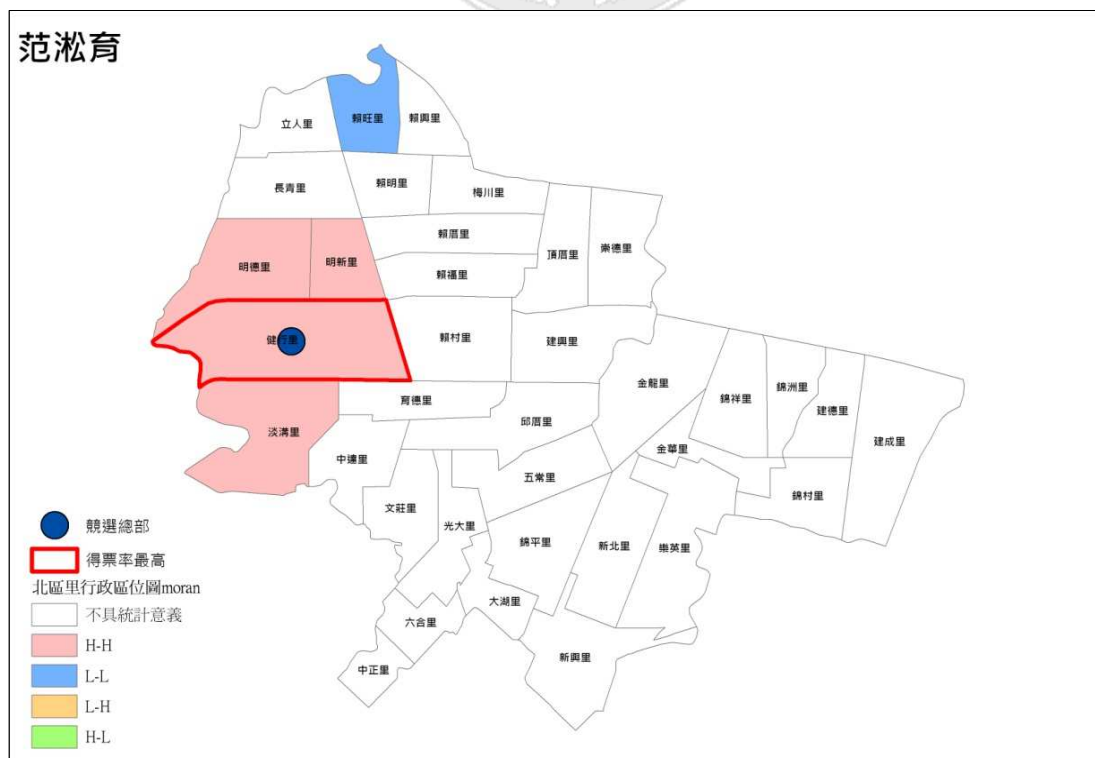 范淞育
立人里
賴旺里
賴興里
長青里
賴明里
梅川里
賴厝里
頂厝里
崇德里
明德里
明新里
賴福里
健行里
賴村里
建興里
金龍里
錦祥里
錦洲里
建德里
建成里
育德里
邱厝里
淡溝里
中達里
五常里
金華里
錦村里
文莊里
光大里
錦平里
新北里
樂英里
大湖里
六合里
中正里
新興里
競選總部
得票率最高
北區里行政區位圖moran
不具統計意義
H-H
L-L
L-H
H-L